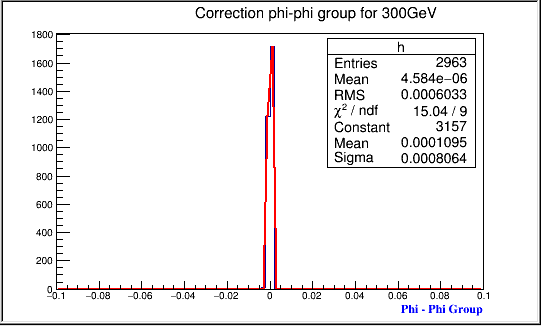 Correction phi-phi group for 300GeV
h
Entries 2963
Mean 4.584e−06
RMS 0.0006033
χ² / ndf 15.04 / 9
Constant 3157
Mean 0.0001095
Sigma 0.0008064
1800
1600
1400
1200
1000
800
600
400
200
0
−0.1 −0.08 −0.06 −0.04 −0.02 0 0.02 0.04 0.06 0.08 0.1
Phi - Phi Group